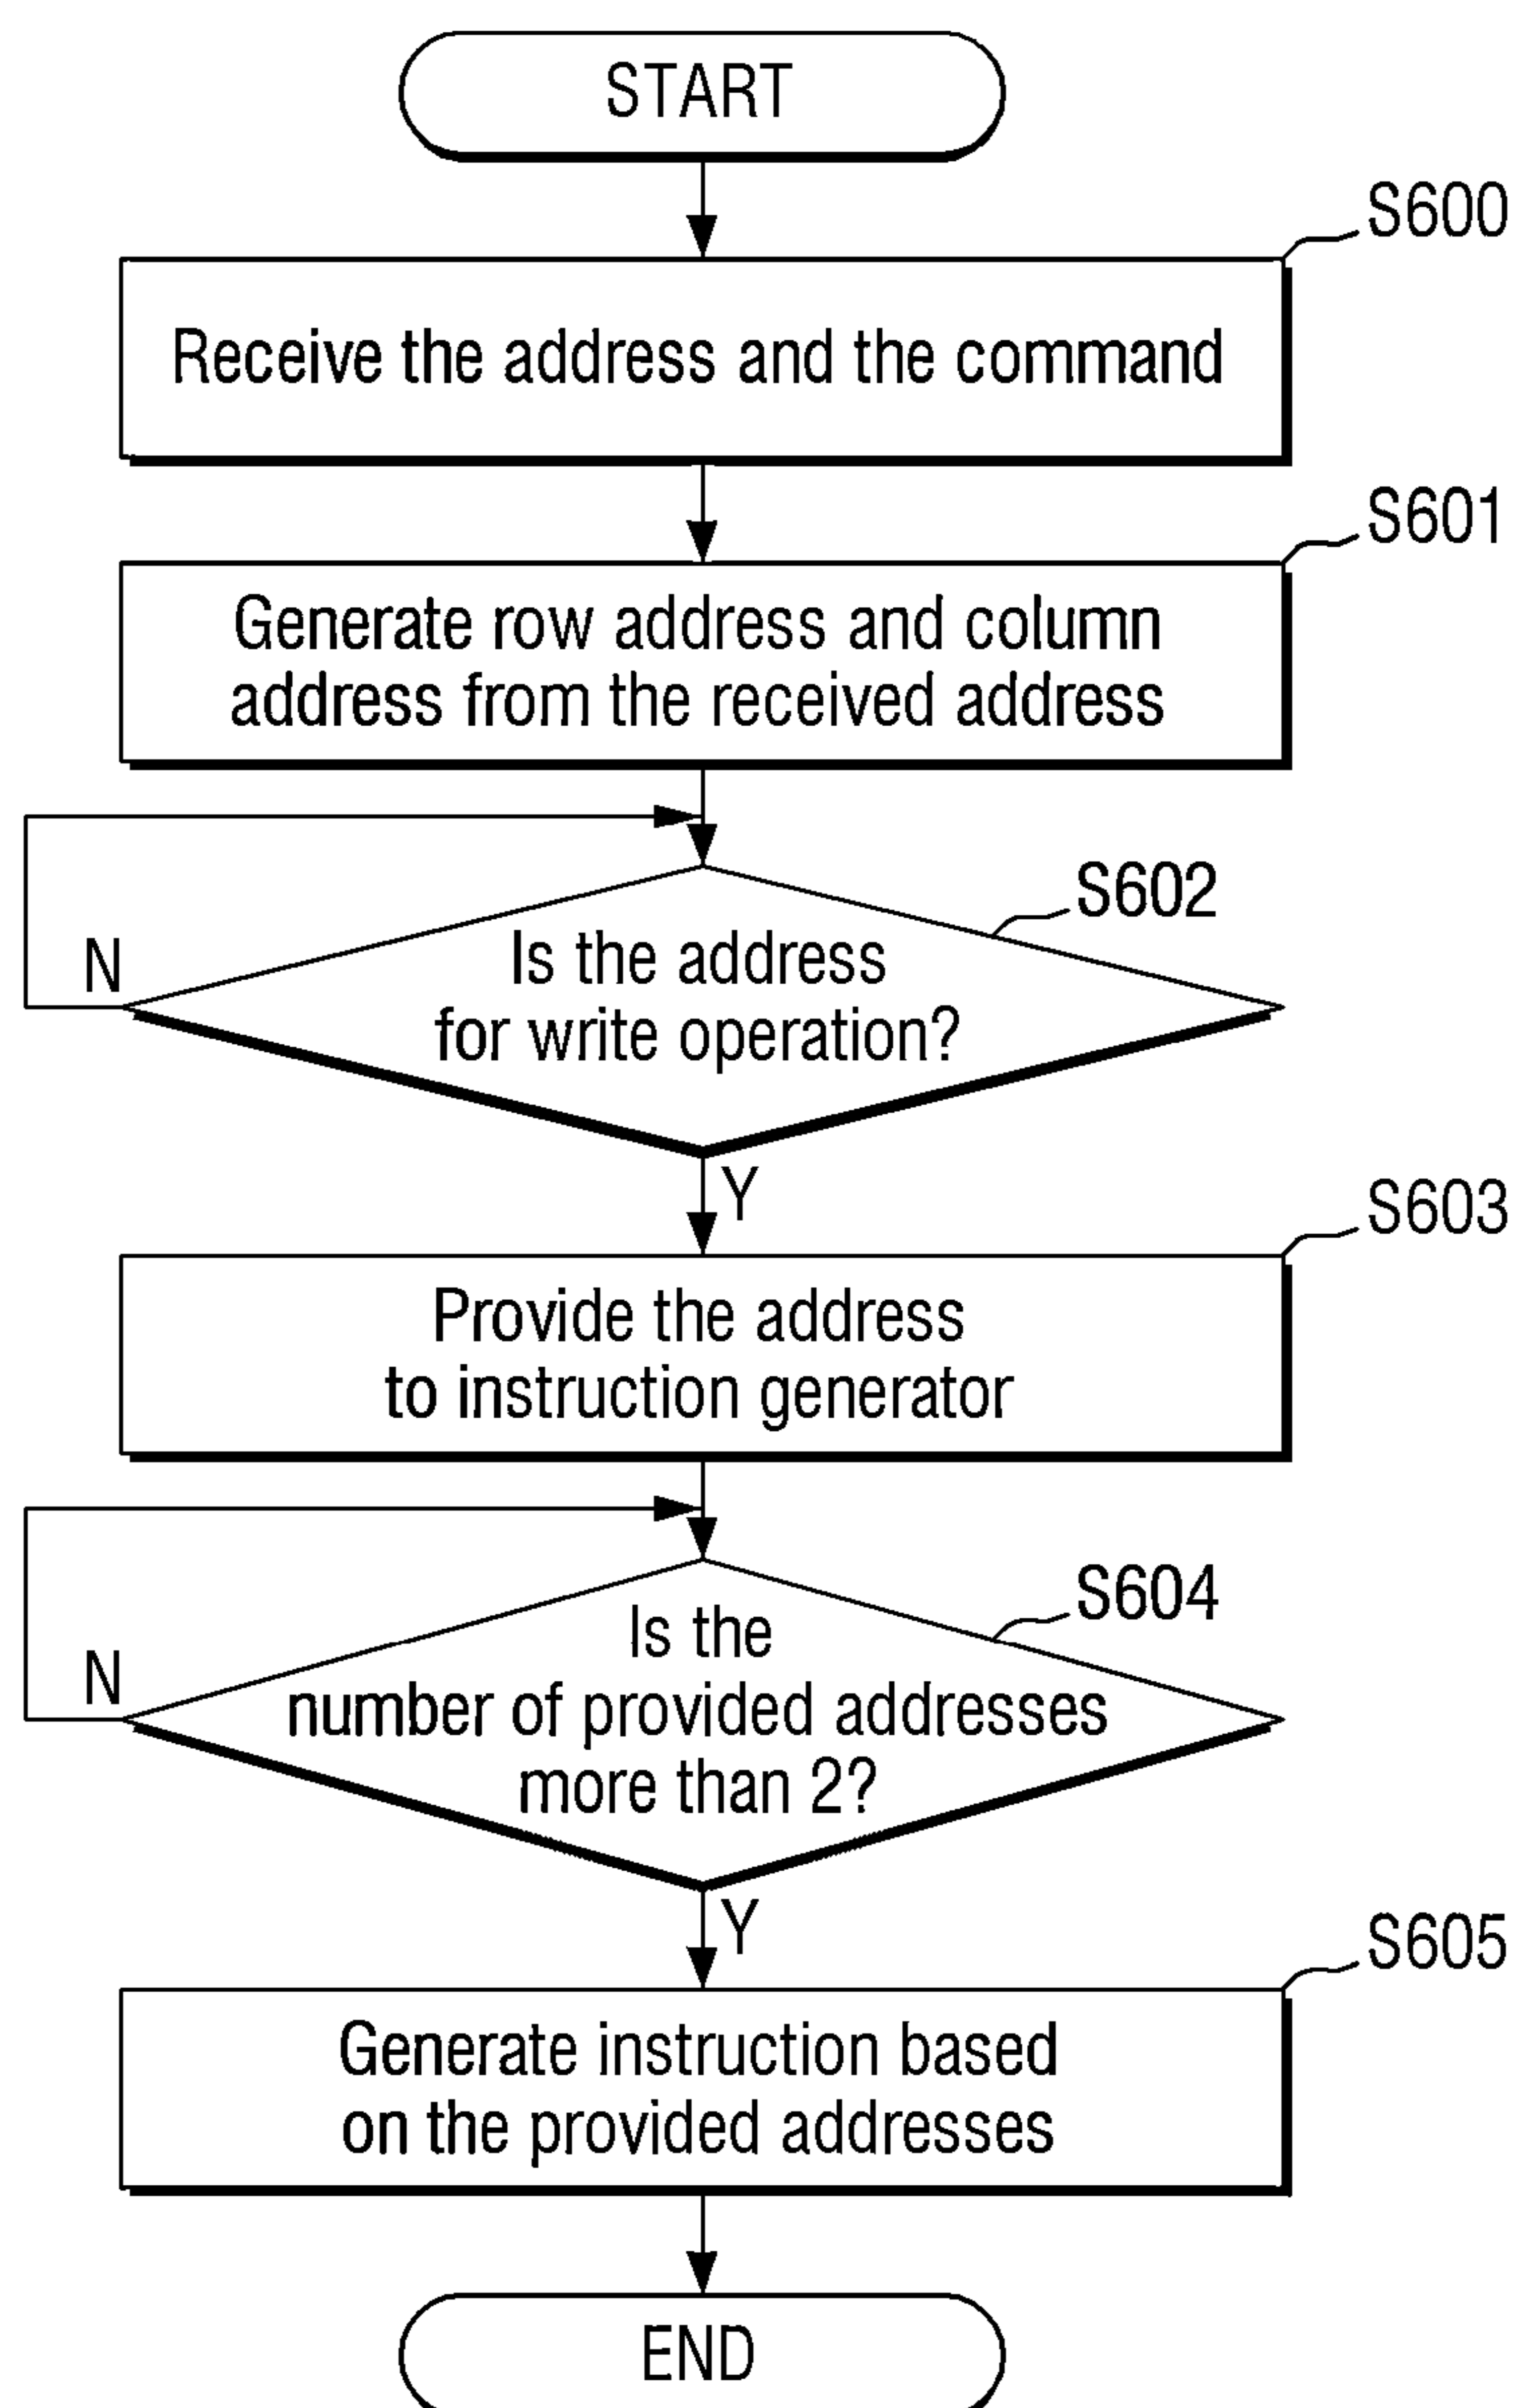 START
S600
Receive the address and the command
S601
Generate row address and column
address from the received address
S602
N
Is the address
for write operation?
Y
S603
Provide the address
to instruction generator
S604
Is the
N
number of provided addresses
more than 2?
Y
S605
Generate instruction based
on the provided addresses
END